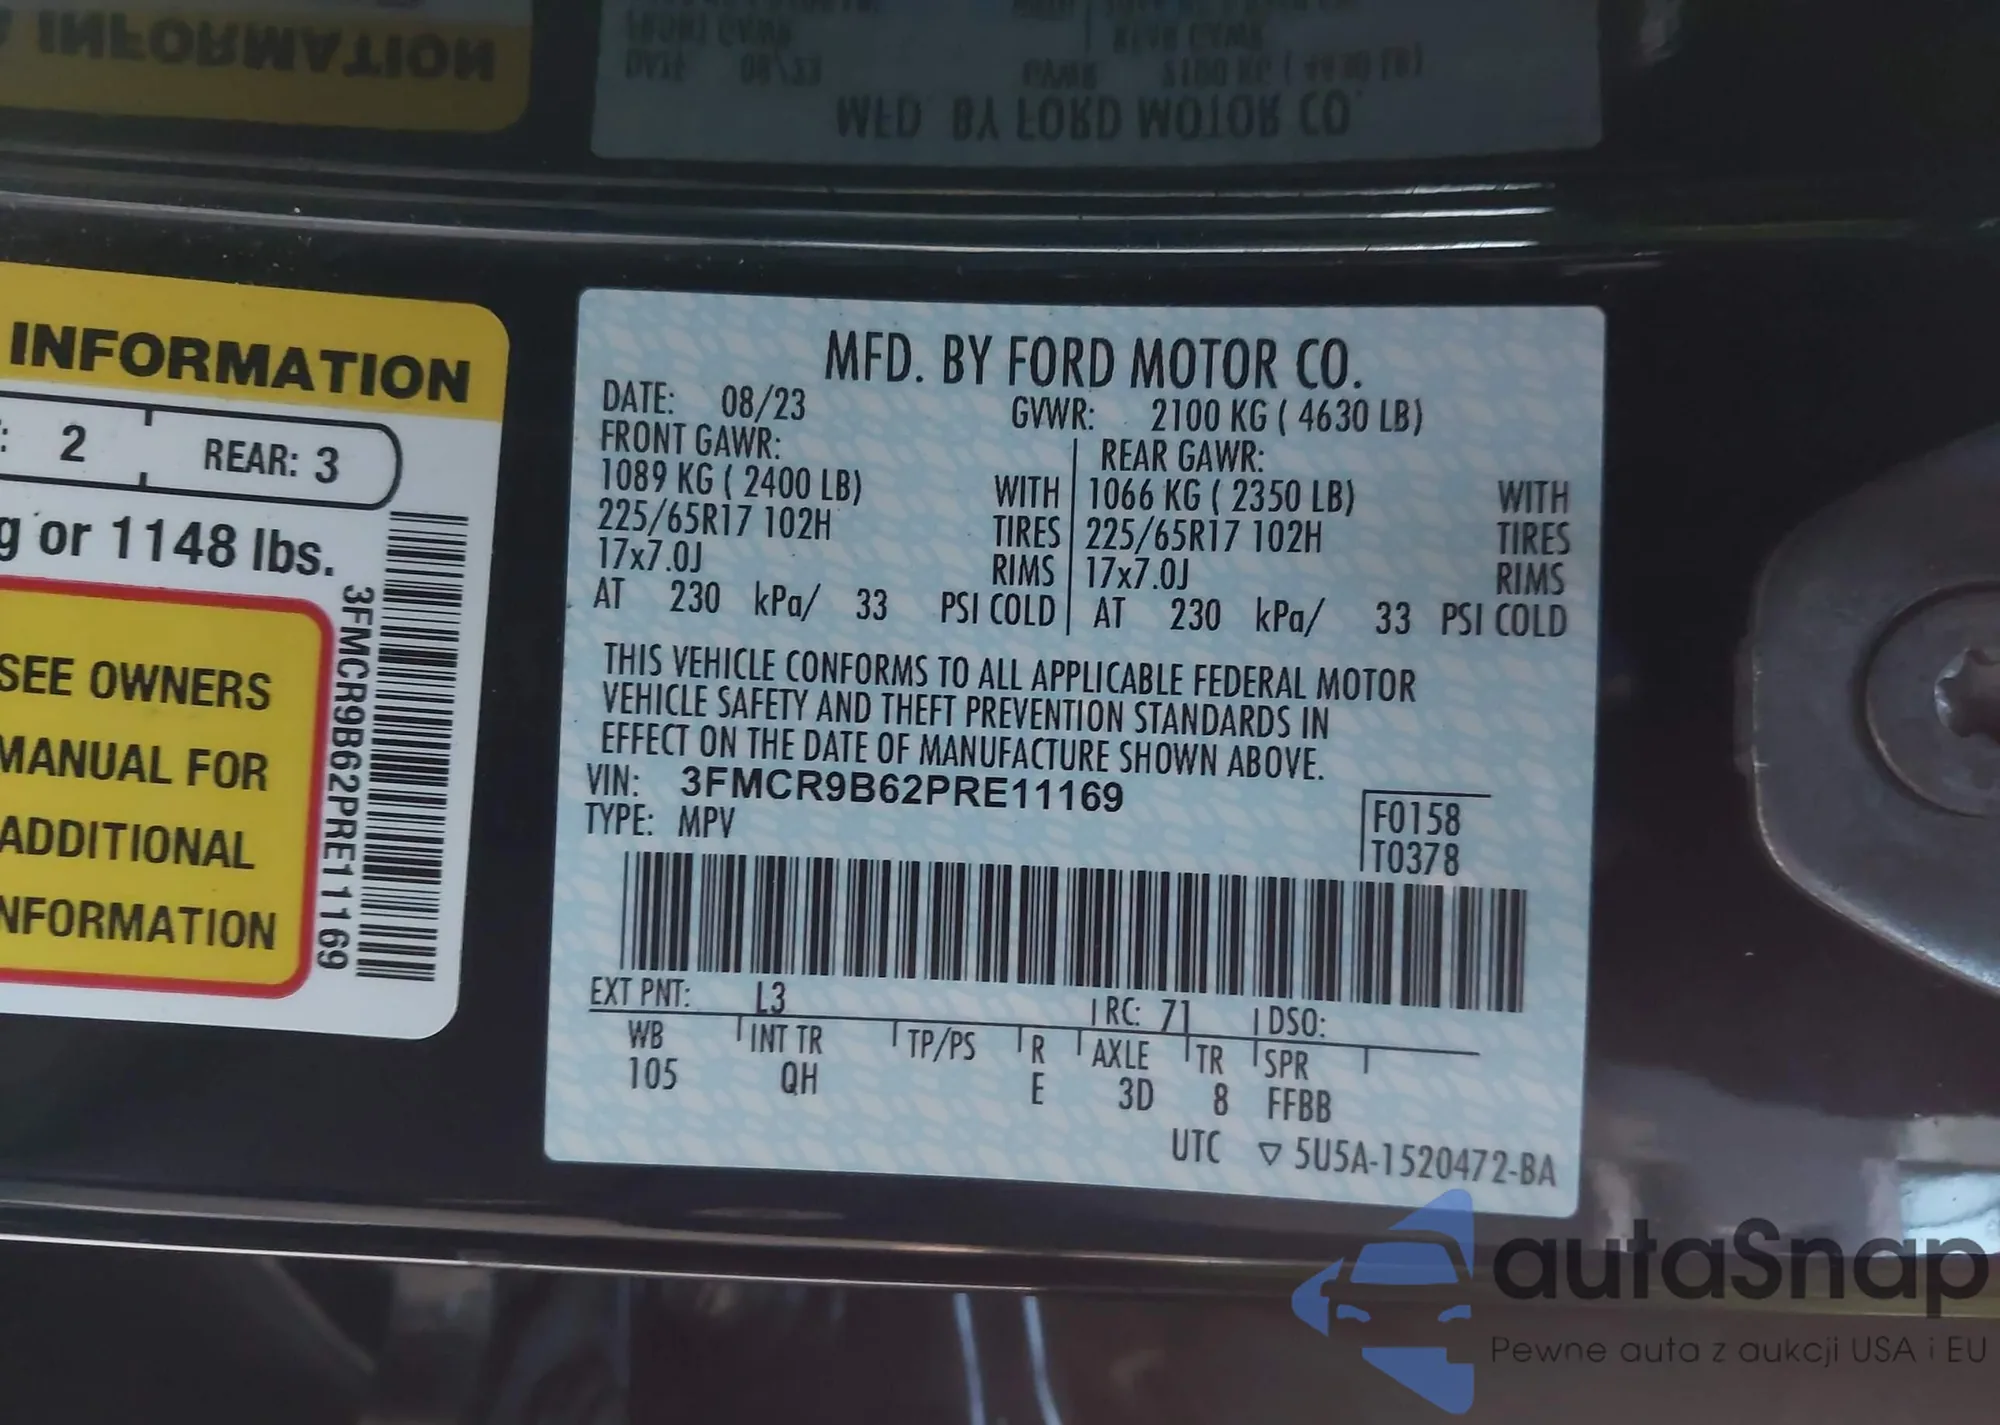 INFORMATION
: 2 REAR: 3
g or 1148 lbs.
SEE OWNERS
MANUAL FOR
ADDITIONAL
INFORMATION
3FMCR9B62PRE11169
MFD. BY FORD MOTOR CO.
DATE: 08/23 GVWR: 2100 KG ( 4630 LB)
FRONT GAWR: REAR GAWR:
1089 KG ( 2400 LB) WITH 1066 KG ( 2350 LB) WITH
225/65R17 102H TIRES 225/65R17 102H TIRES
17x7.0J RIMS 17x7.0J RIMS
AT 230 kPa/ 33 PSI COLD AT 230 kPa/ 33 PSI COLD
THIS VEHICLE CONFORMS TO ALL APPLICABLE FEDERAL MOTOR
VEHICLE SAFETY AND THEFT PREVENTION STANDARDS IN
EFFECT ON THE DATE OF MANUFACTURE SHOWN ABOVE.
VIN: 3FMCR9B62PRE11169
TYPE: MPV
F0158
T0378
EXT PNT: L3 RC: 71 DSO:
WB INT TR TP/PS R AXLE TR SPR
105 QH E 3D 8 FFBB
UTC ▽ 5U5A-1520472-BA
autaSnap
Pewne auta z aukcji USA i EU